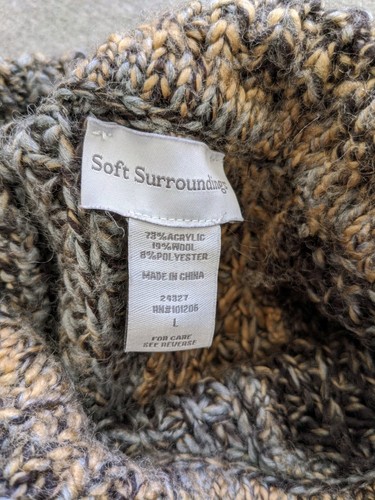 Soft Surroundings
73%ACRYLIC
19%WOOL
8%POLYESTER
MADE IN CHINA
24327
RN#101206
L
FOR CARE
SEE REVERSE